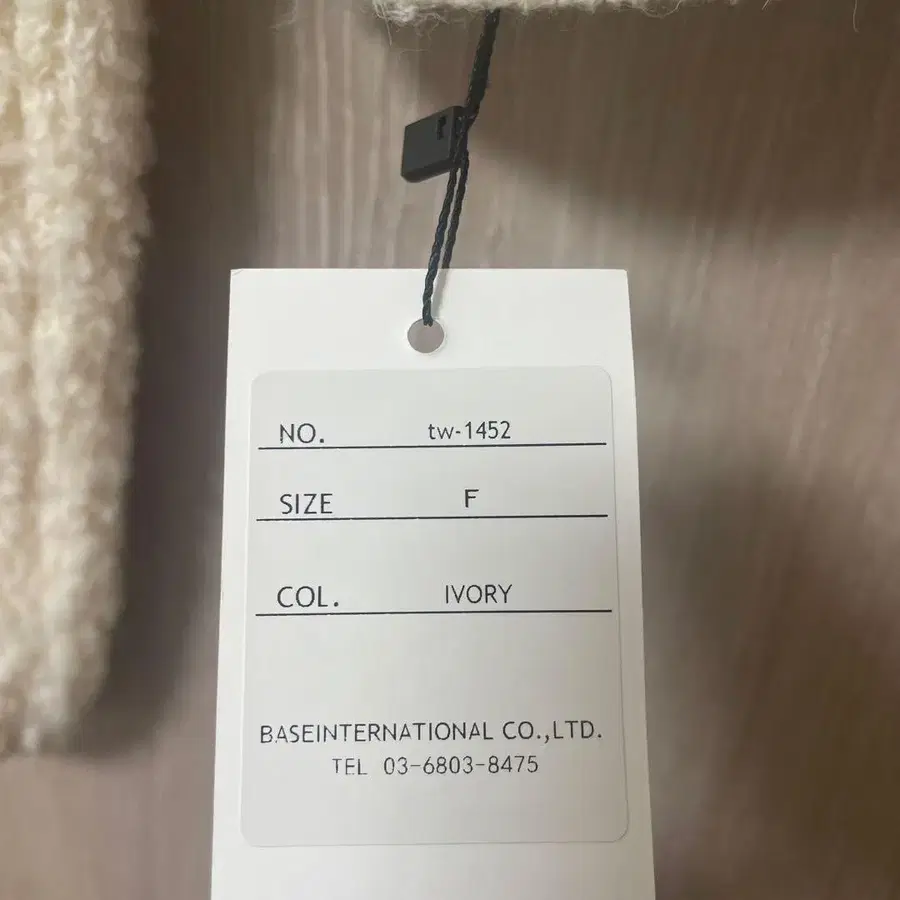 NO. tw-1452
SIZE F
COL. IVORY
BASEINTERNATIONAL CO.,LTD.
TEL 03-6803-8475